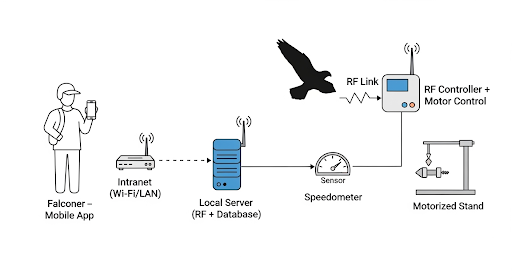 RF Link
RF Controller +
Motor Control
Intranet
(Wi-Fi/LAN)
Falconer –
Mobile App
Local Server
(RF + Database)
Sensor
Speedometer
Motorized Stand